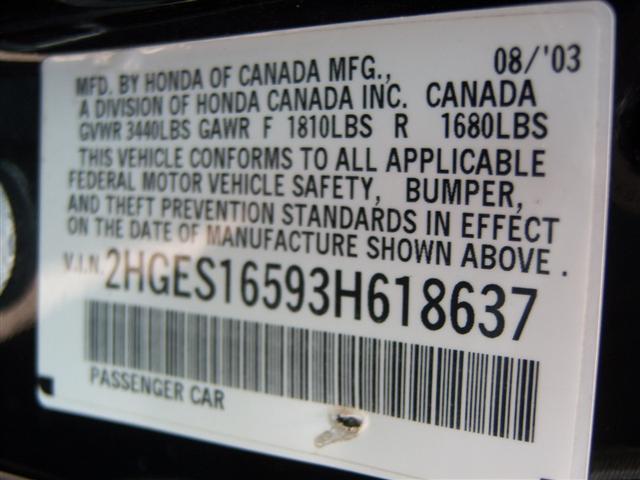 08/'03
MFD. BY HONDA OF CANADA MFG.,
A DIVISION OF HONDA CANADA INC. CANADA
GVWR 3440LBS GAWR F 1810LBS R 1680LBS
THIS VEHICLE CONFORMS TO ALL APPLICABLE
FEDERAL MOTOR VEHICLE SAFETY, BUMPER,
AND THEFT PREVENTION STANDARDS IN EFFECT
ON THE DATE OF MANUFACTURE SHOWN ABOVE.
V.I.N. 2HGES16593H618637
PASSENGER CAR